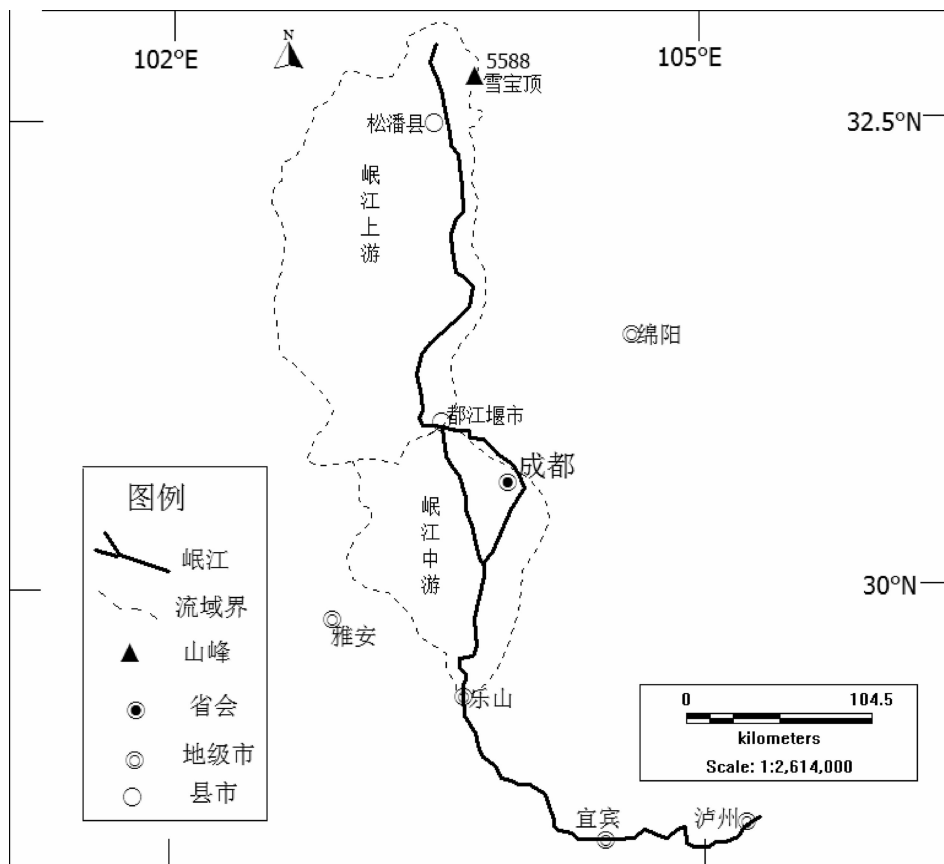 102°E
N
105°E
5588
雪宝顶
32.5°N
松潘县
岷江上游
绵阳
都江堰市
成都
岷江中游
图例
岷江
流域界
山峰
省会
地级市
县市
30°N
雅安
乐山
0 104.5
kilometers
Scale: 1:2,614,000
宜宾
泸州